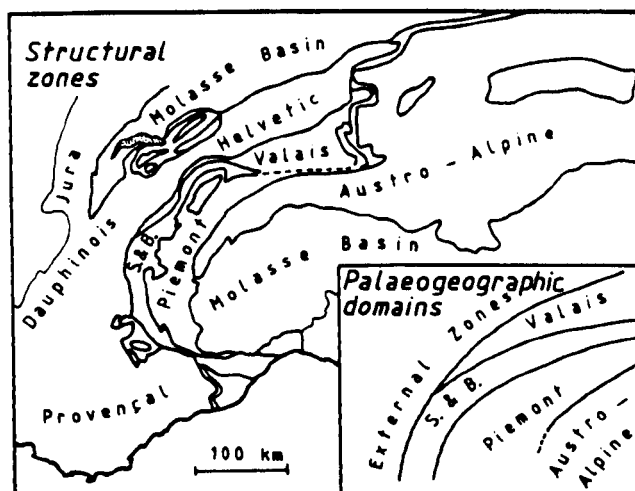 Structural
zones
Molasse Basin
Jura
Helvetic
Valais
Austro - Alpine
Dauphinois
S.&B.
Piemont
Molasse Basin
Provençal
100 km
Palaeogeographic
domains
External Zones
Valais
S. & B.
Piemont
Austro -
Alpine